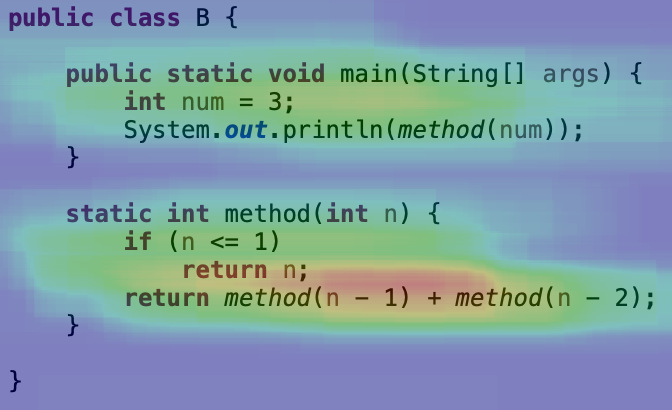 public class B {
    public static void main(String[] args) {
        int num = 3;
        System.out.println(method(num));
    }
    static int method(int n) {
        if (n <= 1)
            return n;
        return method(n - 1) + method(n - 2);
    }
}